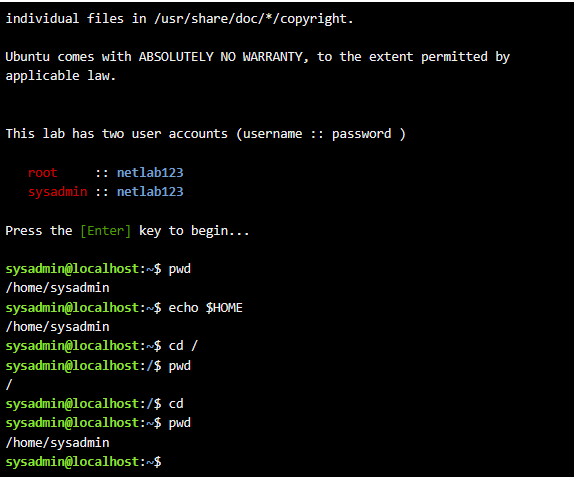 individual files in /usr/share/doc/*/copyright.
Ubuntu comes with ABSOLUTELY NO WARRANTY, to the extent permitted by
applicable law.
This lab has two user accounts (username :: password )
root     :: netlab123
sysadmin :: netlab123
Press the [Enter] key to begin...
sysadmin@localhost:~$ pwd
/home/sysadmin
sysadmin@localhost:~$ echo $HOME
/home/sysadmin
sysadmin@localhost:~$ cd /
sysadmin@localhost:/$ pwd
/
sysadmin@localhost:/$ cd
sysadmin@localhost:~$ pwd
/home/sysadmin
sysadmin@localhost:~$